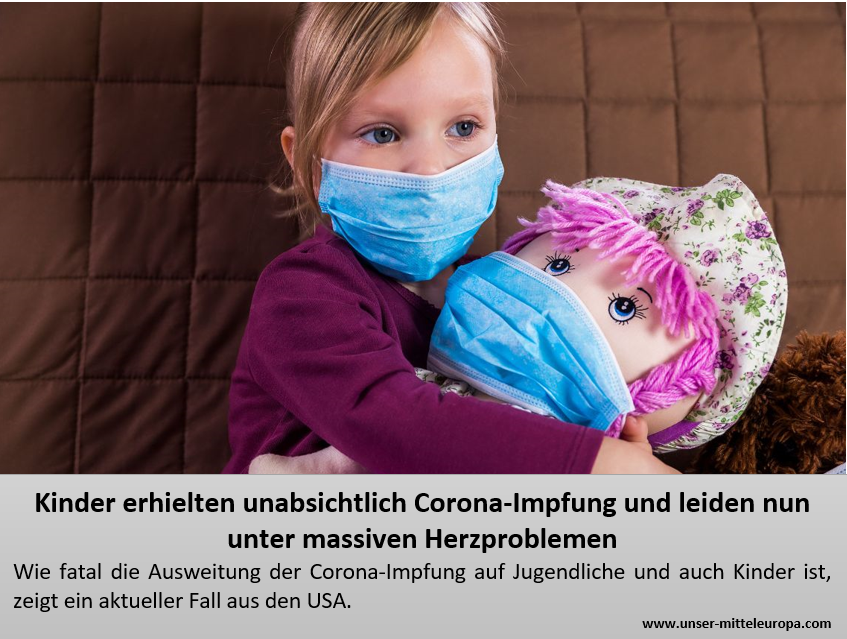 Kinder erhielten unabsichtlich Corona-Impfung und leiden nun
unter massiven Herzproblemen
Wie fatal die Ausweitung der Corona-Impfung auf Jugendliche und auch Kinder ist,
zeigt ein aktueller Fall aus den USA.
www.unser-mitteleuropa.com